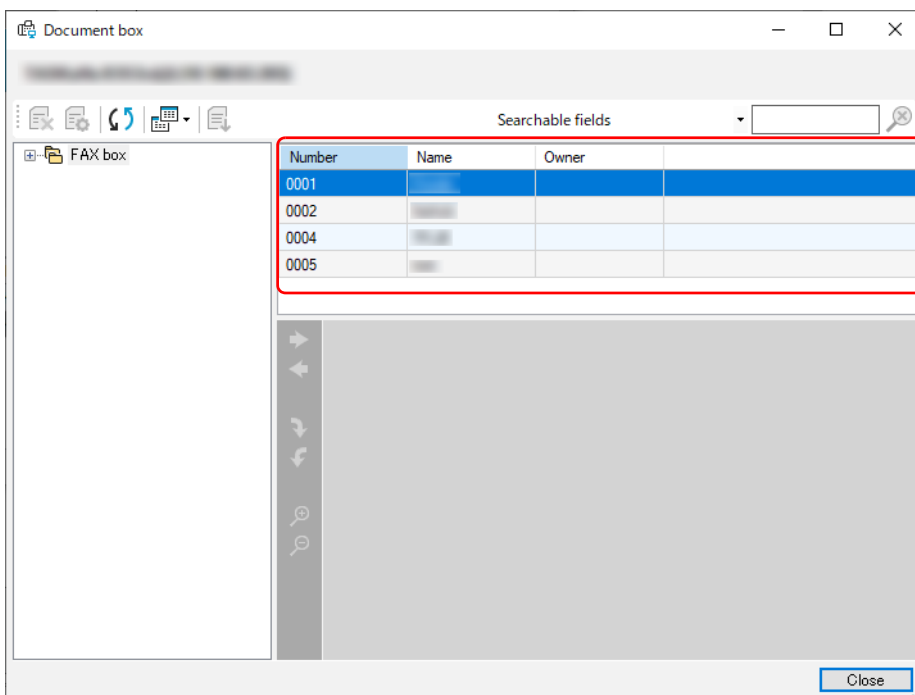 Document box
Searchable fields
FAX box
Number Name Owner
0001
0002
0004
0005
Close